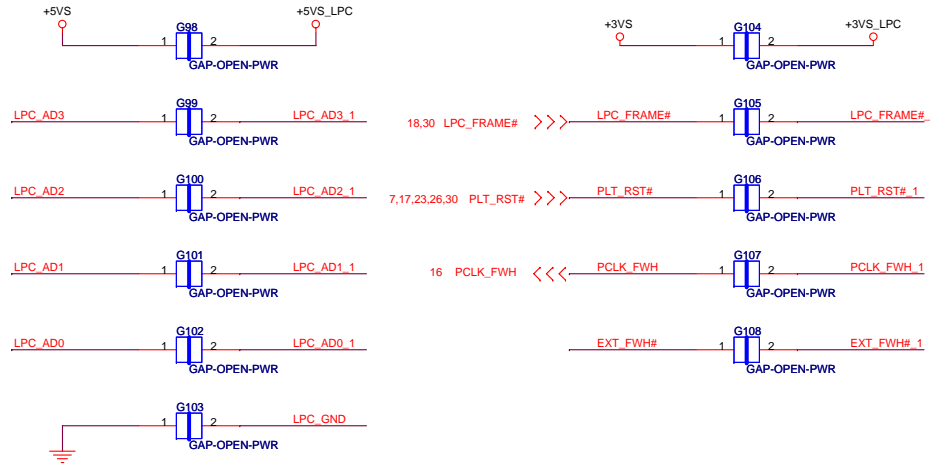 +5VS +5VS_LPC
G98
1 2
GAP-OPEN-PWR
LPC_AD3 G99 LPC_AD3_1
1 2
GAP-OPEN-PWR
LPC_AD2 G100 LPC_AD2_1
1 2
GAP-OPEN-PWR
LPC_AD1 G101 LPC_AD1_1
1 2
GAP-OPEN-PWR
LPC_AD0 G102 LPC_AD0_1
1 2
GAP-OPEN-PWR
G103 LPC_GND
1 2
GAP-OPEN-PWR
+3VS +3VS_LPC
G104
1 2
GAP-OPEN-PWR
18,30 LPC_FRAME# LPC_FRAME# G105 LPC_FRAME#_
1 2
GAP-OPEN-PWR
7,17,23,26,30 PLT_RST# PLT_RST# G106 PLT_RST#_1
1 2
GAP-OPEN-PWR
16 PCLK_FWH PCLK_FWH G107 PCLK_FWH_1
1 2
GAP-OPEN-PWR
EXT_FWH# G108 EXT_FWH#_1
1 2
GAP-OPEN-PWR